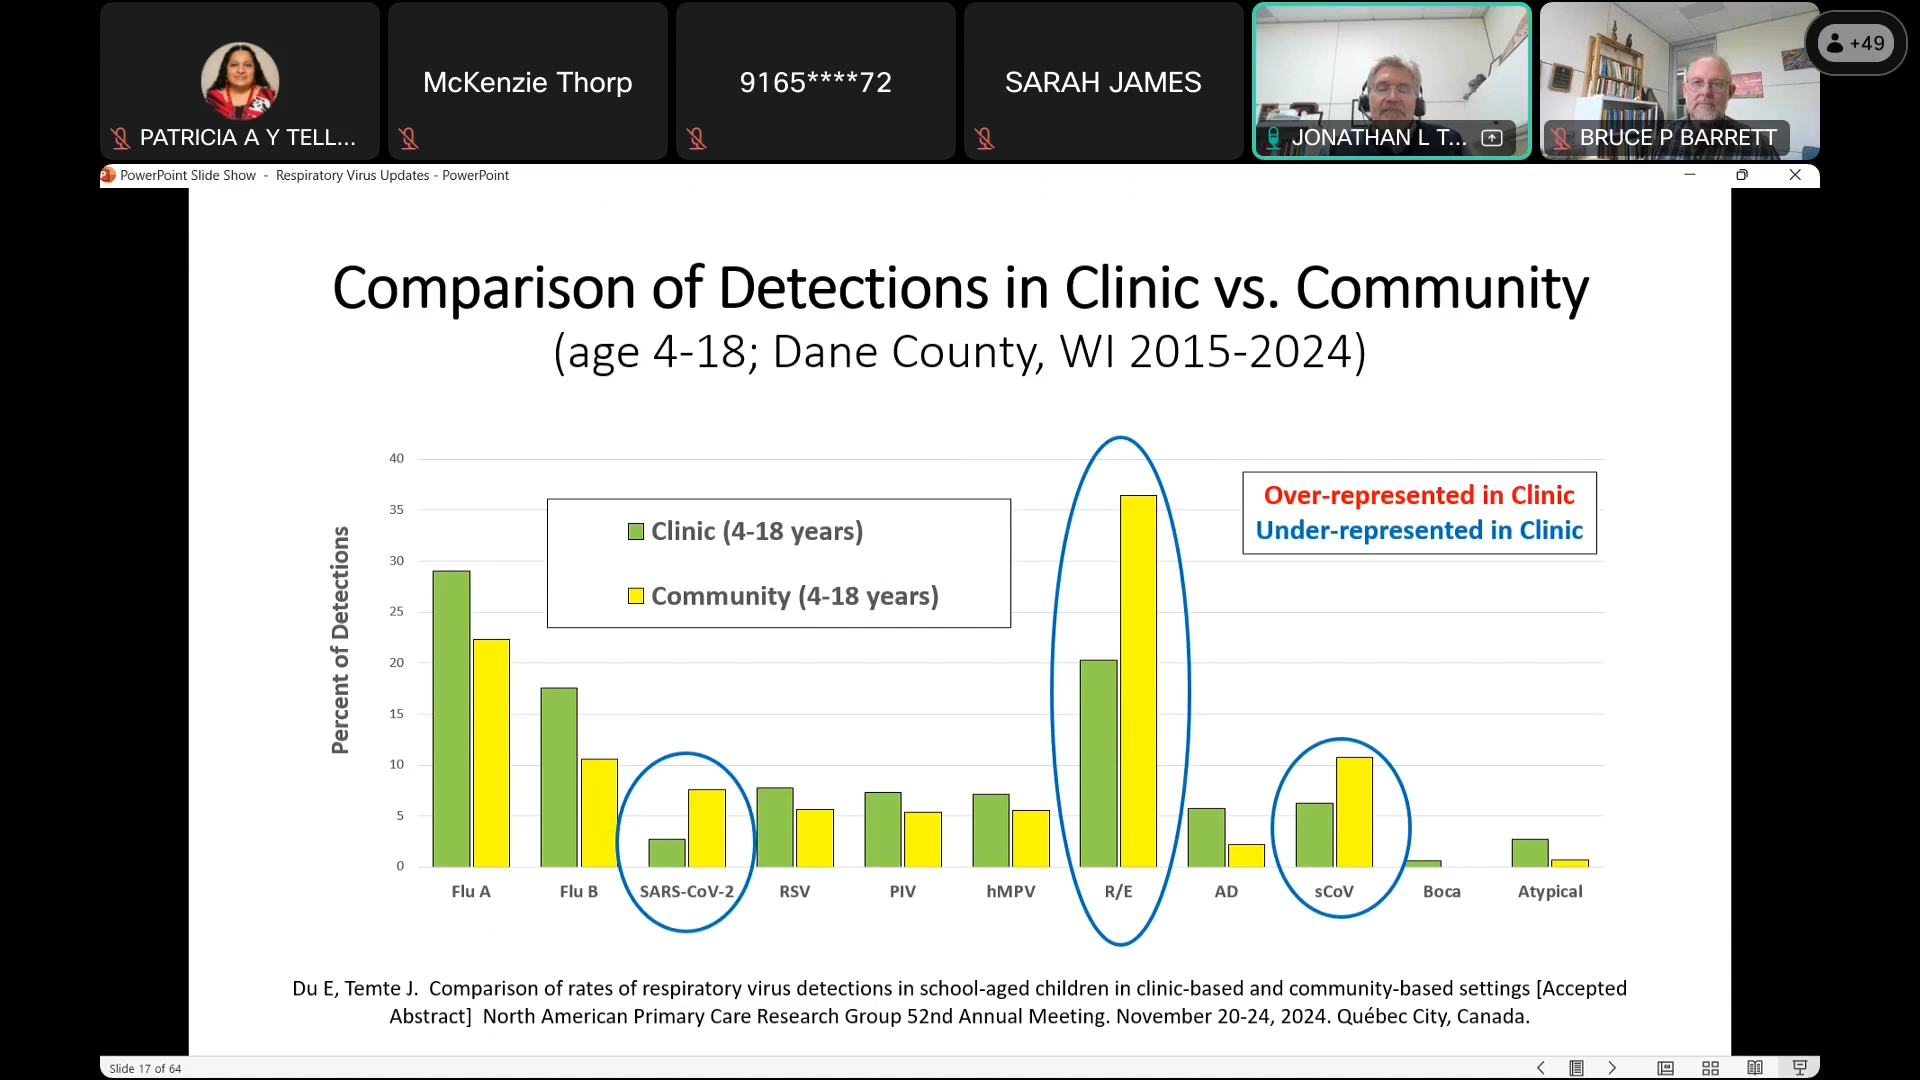 PATRICIA A Y TELL...
McKenzie Thorp
9165****72
SARAH JAMES
JONATHAN L T...
BRUCE P BARRETT
+49
PowerPoint Slide Show - Respiratory Virus Updates - PowerPoint
Comparison of Detections in Clinic vs. Community
(age 4-18; Dane County, WI 2015-2024)
Percent of Detections
40
35
30
25
20
15
10
5
0
Clinic (4-18 years)
Community (4-18 years)
Over-represented in Clinic
Under-represented in Clinic
Flu A
Flu B
SARS-CoV-2
RSV
PIV
hMPV
R/E
AD
sCoV
Boca
Atypical
Du E, Temte J. Comparison of rates of respiratory virus detections in school-aged children in clinic-based and community-based settings [Accepted
Abstract] North American Primary Care Research Group 52nd Annual Meeting. November 20-24, 2024. Québec City, Canada.
Slide 17 of 64